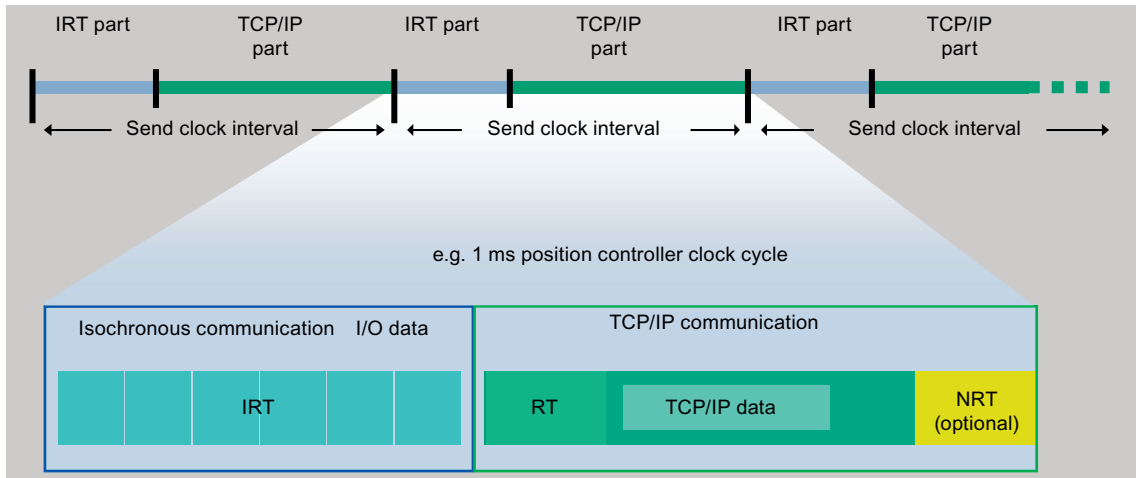 IRT part
TCP/IP
part
IRT part
TCP/IP
part
IRT part
TCP/IP
part
Send clock interval
Send clock interval
Send clock interval
e.g. 1 ms position controller clock cycle
Isochronous communication I/O data
TCP/IP communication
IRT
RT
TCP/IP data
NRT
(optional)